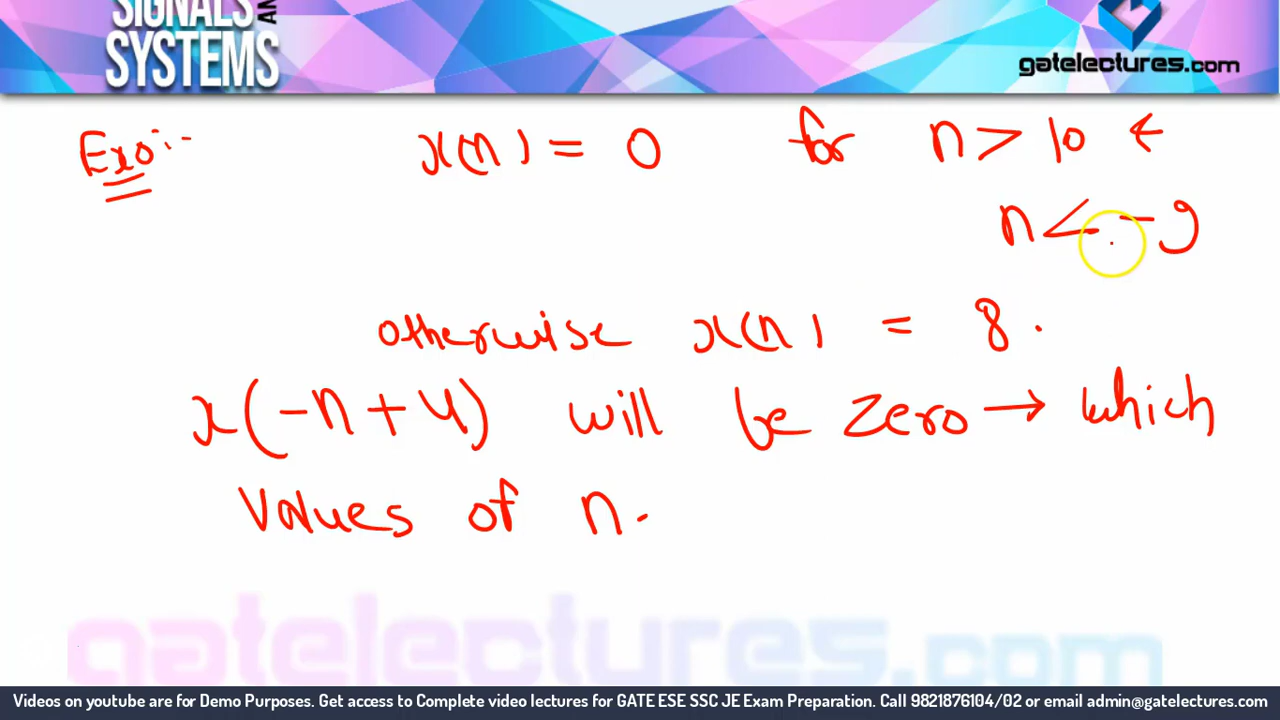 SIGNALS AND
SYSTEMS
gatelectures.com
Exo:- x(n) = 0 for n > 10 &
n < -9
otherwise x(n) = 8.
x(-n+4) will be zero → which
values of n.
gatelectures.com
Videos on youtube are for Demo Purposes. Get access to Complete video lectures for GATE ESE SSC JE Exam Preparation. Call 9821876104/02 or email admin@gatelectures.com